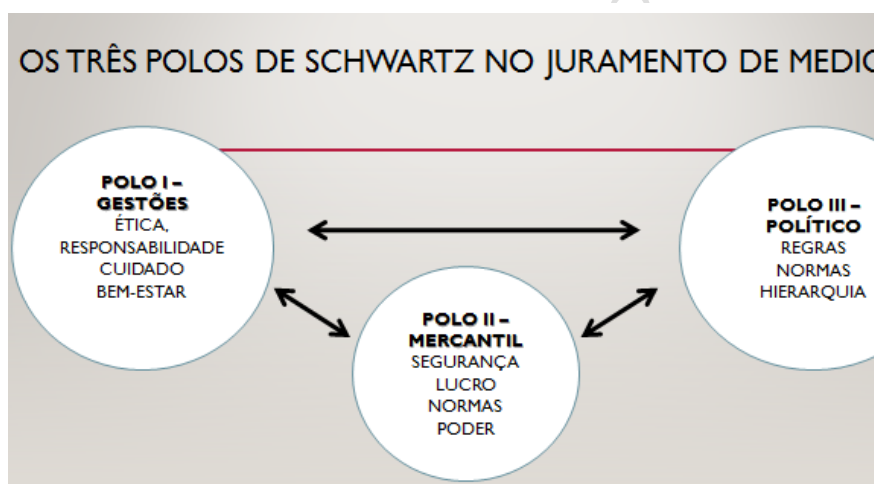 OS TRÊS POLOS DE SCHWARTZ NO JURAMENTO DE
POLO I –
GESTÕES
ÉTICA,
RESPONSABILIDADE
CUIDADO
BEM-ESTAR
POLO II –
MERCANTIL
SEGURANÇA
LUCRO
NORMAS
PODER
POLO III –
POLÍTICO
REGRAS
NORMAS
HIERARQUIA